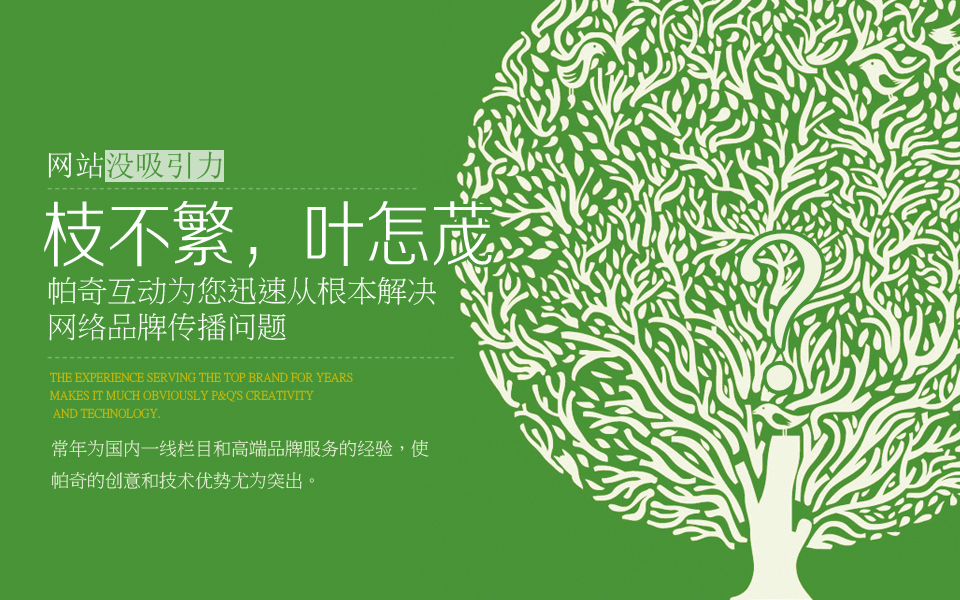 网站没吸引力
枝不繁，叶怎茂
帕奇互动为您迅速从根本解决
网络品牌传播问题
THE EXPERIENCE SERVING THE TOP BRAND FOR YEARS
MAKES IT MUCH OBVIOUSLY P&Q'S CREATIVITY
AND TECHNOLOGY.
常年为国内一线栏目和高端品牌服务的经验，使
帕奇的创意和技术优势尤为突出。
?